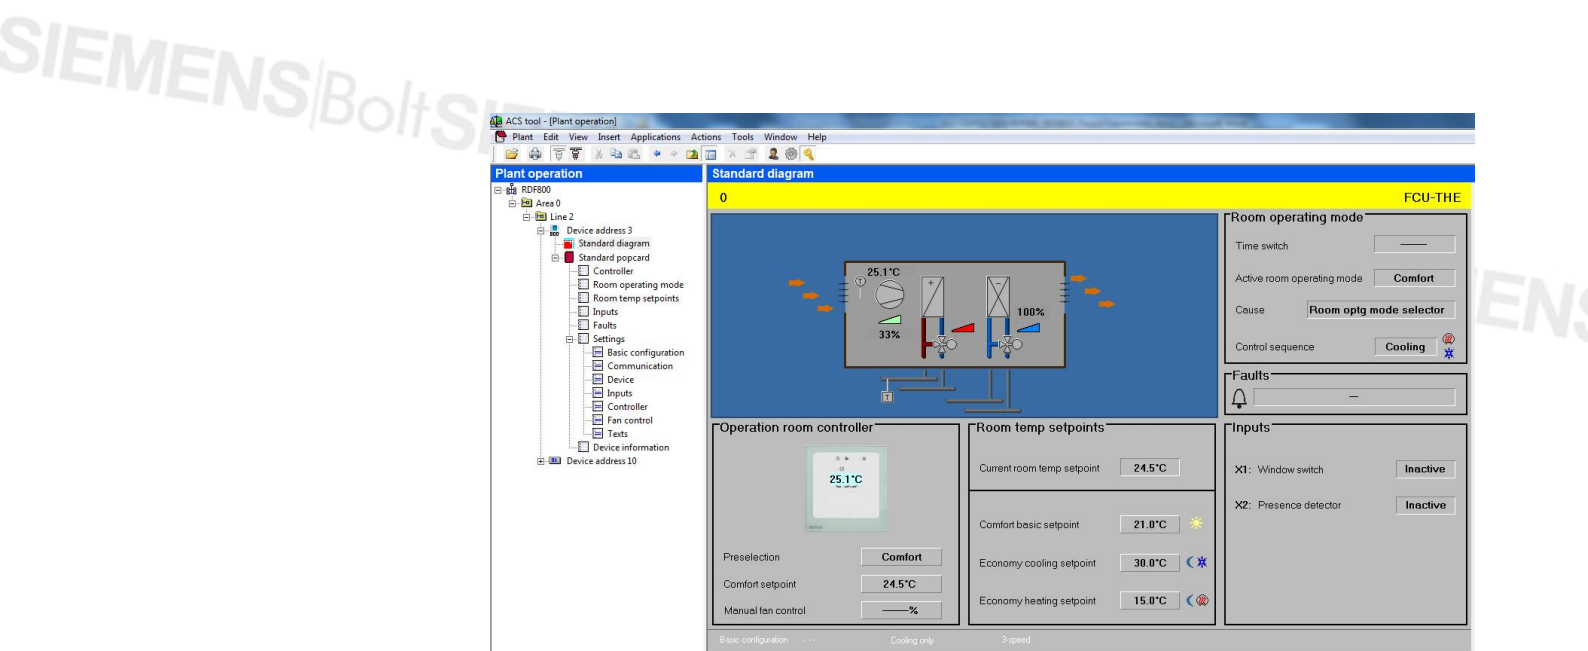 SIEMENS|Bolt
ACS tool - [Plant operation]
Plant Edit View Insert Applications Actions Tools Window Help
Plant operation
RDF800
Area 0
Line 2
Device address 3
Standard diagram
Standard popcard
Controller
Room operating mode
Room temp setpoints
Inputs
Faults
Settings
Basic configuration
Communication
Device
Inputs
Controller
Fan control
Texts
Device information
Device address 10
Standard diagram
0 FCU-THE
25.1°C
T
33%
100%
T
Room operating mode
Time switch ——
Active room operating mode Comfort
Cause Room optg mode selector
Control sequence Cooling
Faults
–
Operation room controller
25.1°C
Preselection Comfort
Comfort setpoint 24.5°C
Manual fan control ——%
Room temp setpoints
Current room temp setpoint 24.5°C
Comfort basic setpoint 21.0°C
Economy cooling setpoint 30.0°C
Economy heating setpoint 15.0°C
Inputs
X1: Window switch Inactive
X2: Presence detector Inactive
Basic configuration - - - Cooling only 3-speed